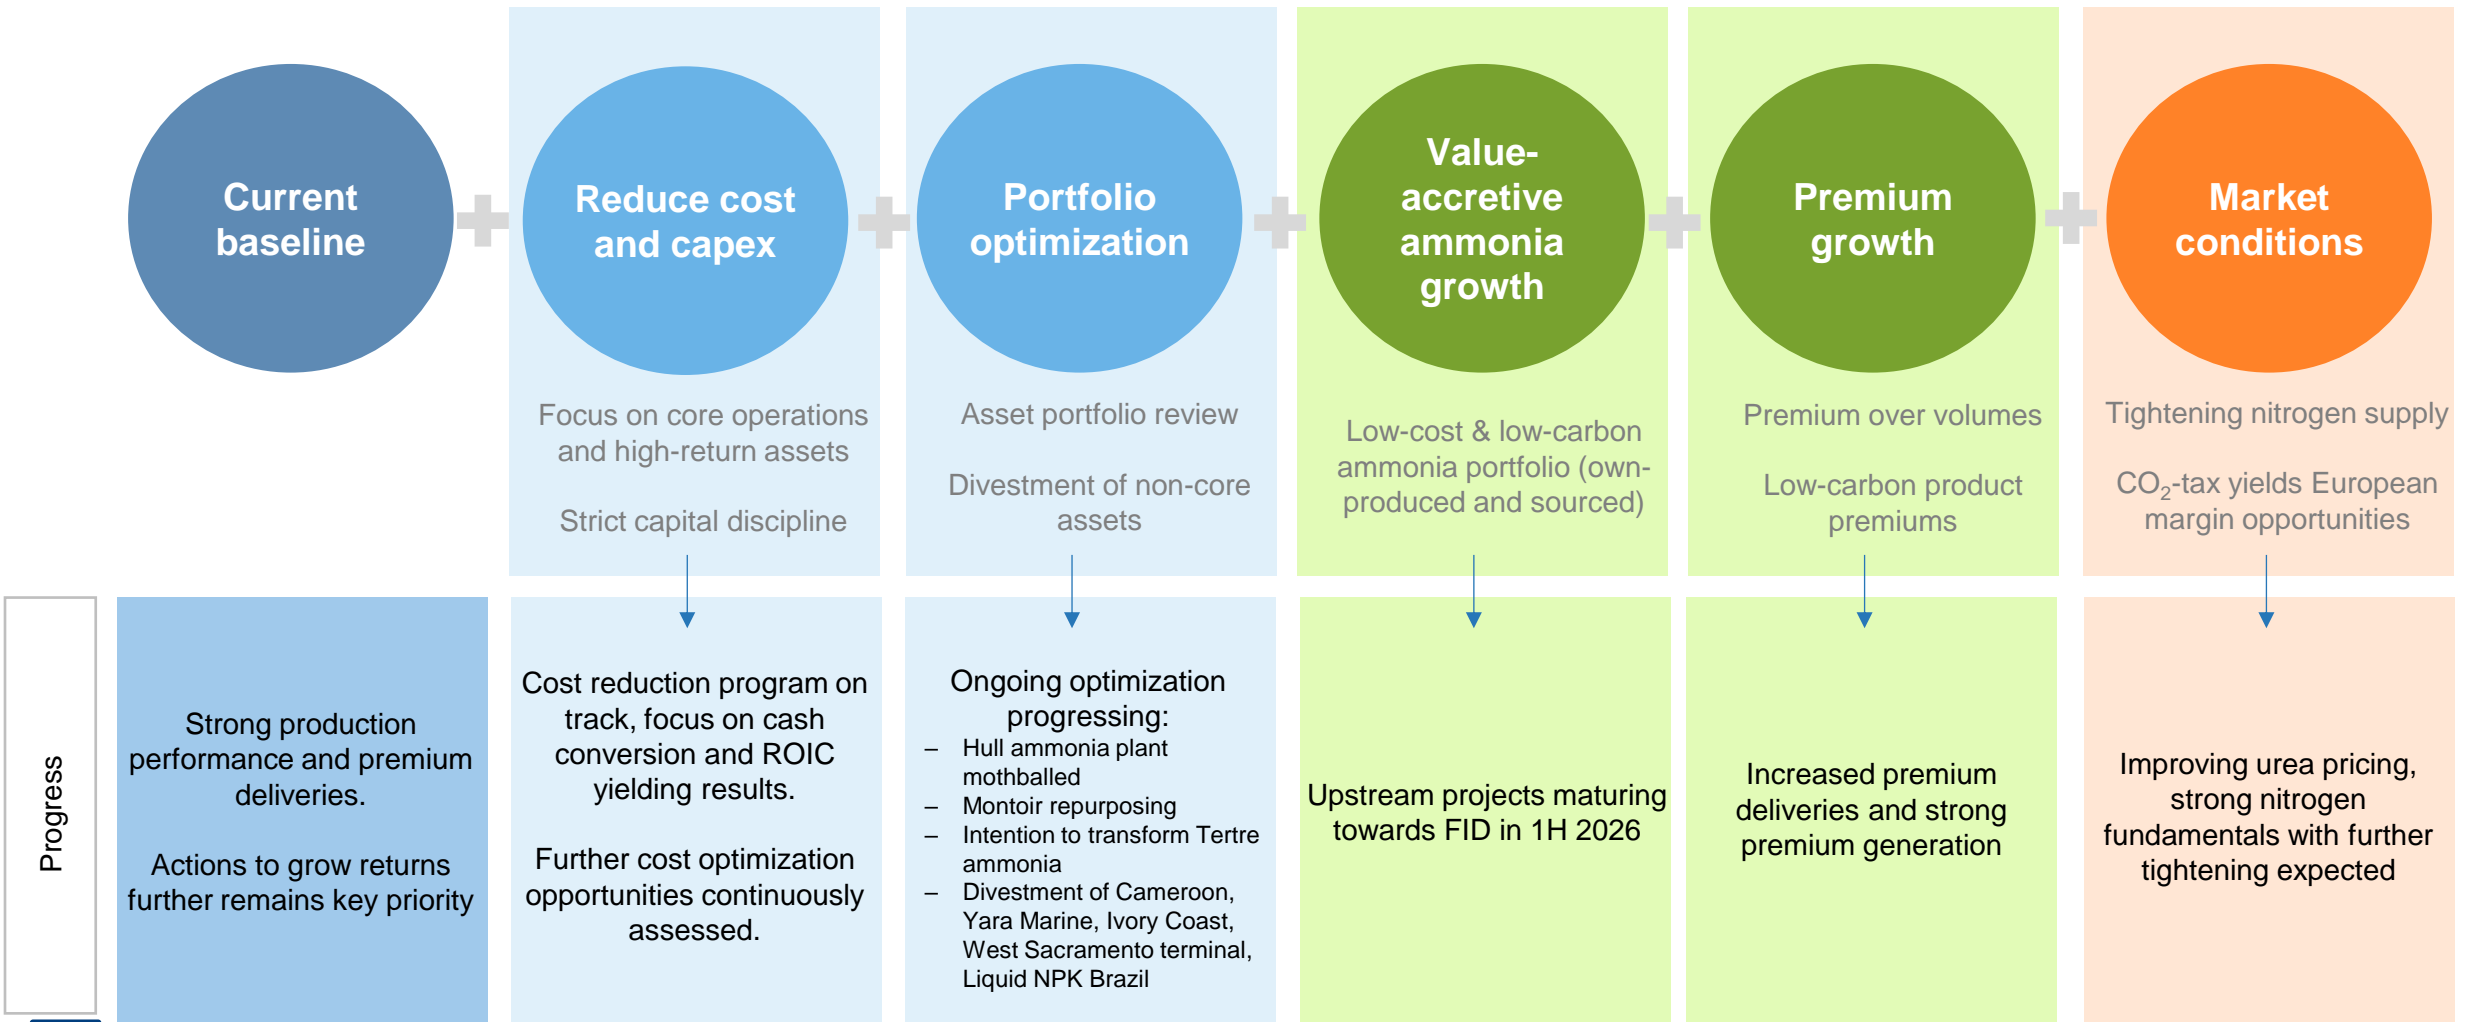 Current
baseline
Reduce cost
and capex
Portfolio
optimization
Value-
accretive
ammonia
growth
Premium
growth
Market
conditions
Focus on core operations
and high-return assets
Strict capital discipline
Asset portfolio review
Divestment of non-core
assets
Low-cost & low-carbon
ammonia portfolio (own-
produced and sourced)
Premium over volumes
Low-carbon product
premiums
Tightening nitrogen supply
CO₂-tax yields European
margin opportunities
Progress
Strong production
performance and premium
deliveries.
Actions to grow returns
further remains key priority
Cost reduction program on
track, focus on cash
conversion and ROIC
yielding results.
Further cost optimization
opportunities continuously
assessed.
Ongoing optimization
progressing:
– Hull ammonia plant
mothballed
– Montoir repurposing
– Intention to transform Tertre
ammonia
– Divestment of Cameroon,
Yara Marine, Ivory Coast,
West Sacramento terminal,
Liquid NPK Brazil
Upstream projects maturing
towards FID in 1H 2026
Increased premium
deliveries and strong
premium generation
Improving urea pricing,
strong nitrogen
fundamentals with further
tightening expected